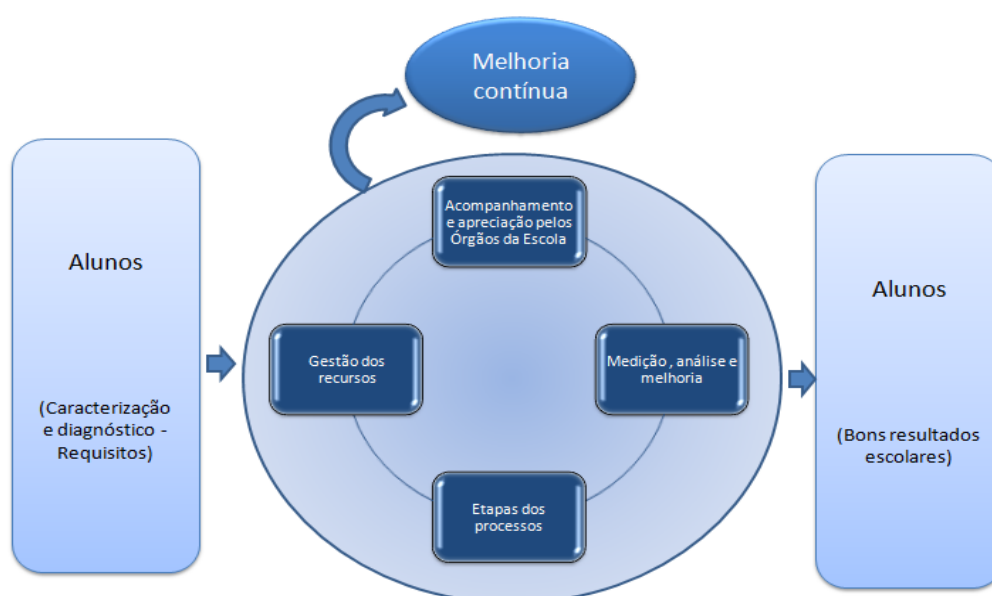 Melhoria
contínua
Alunos
(Caracterização
e diagnóstico -
Requisitos)
Acompanhamento
e apreciação pelos
Órgãos da Escola
Gestão dos
recursos
Medição , análise e
melhoria
Etapas dos
processos
Alunos
(Bons resultados
escolares)